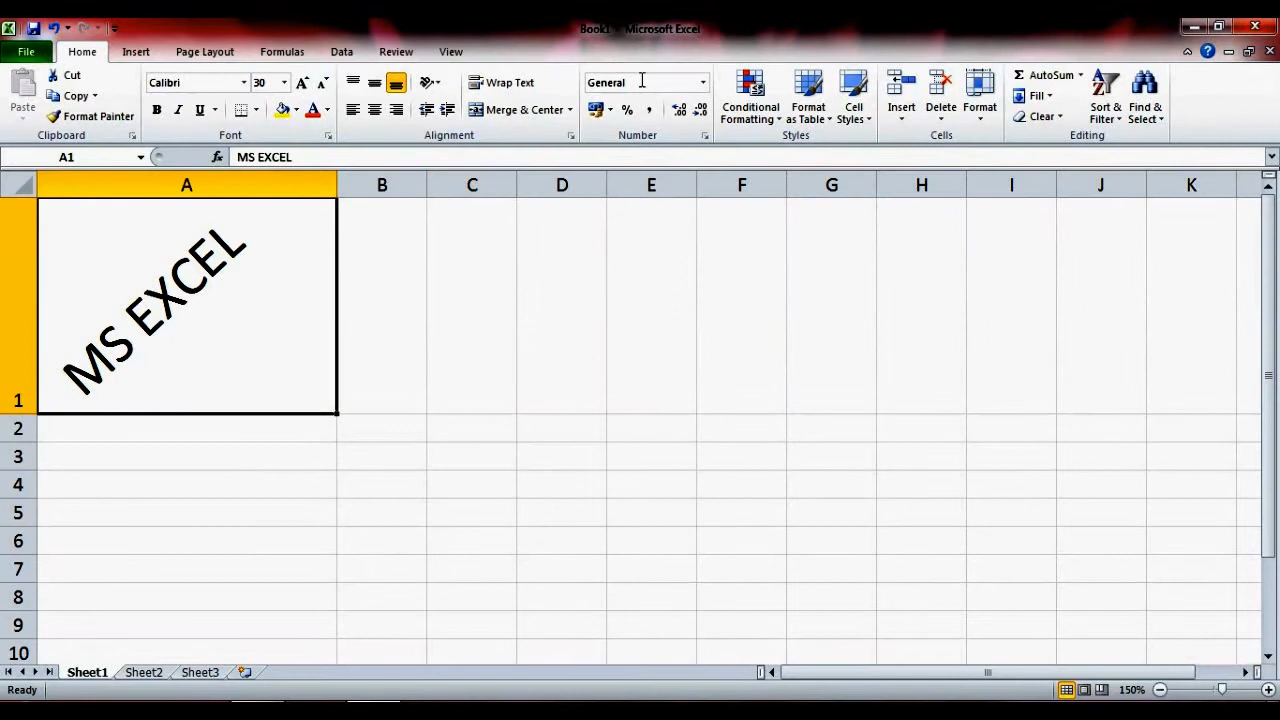 Book1 - Microsoft Excel
File Home Insert Page Layout Formulas Data Review View
Cut
Copy
Format Painter
Paste
Clipboard
Calibri 30
B I U
Font
Wrap Text
Merge & Center
Alignment
General
%
Number
Conditional Formatting
Format as Table
Cell Styles
Styles
Insert
Delete
Format
Cells
Σ AutoSum
Fill
Clear
Sort & Filter
Find & Select
Editing
A1 fx MS EXCEL
A B C D E F G H I J K
MS EXCEL
1
2
3
4
5
6
7
8
9
10
Sheet1 Sheet2 Sheet3
Ready 150%